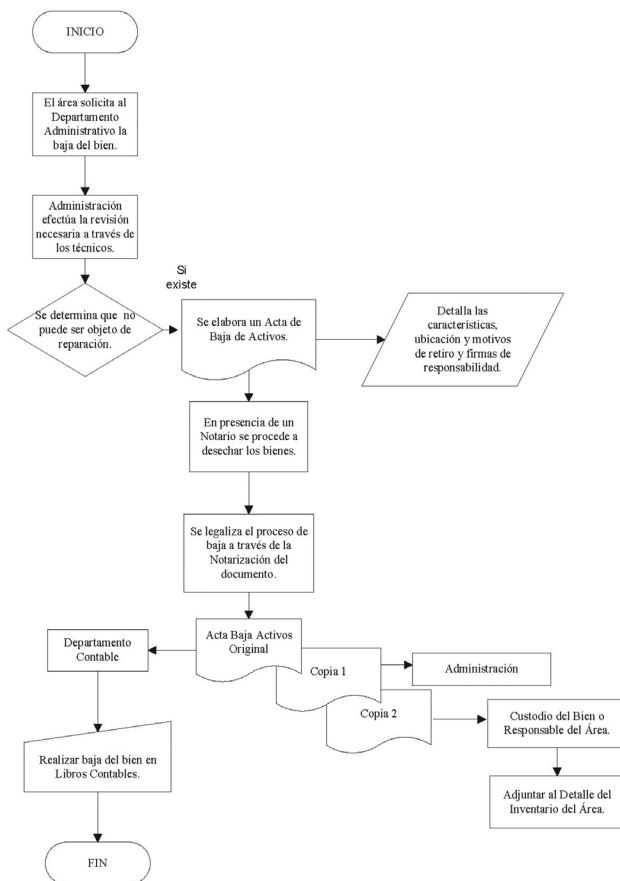 INICIO
El área solicita al
Departamento
Administrativo la
baja del bien.
Administración
efectúa la revisión
necesaria a través de
los técnicos.
Si
existe
Se determina que no
puede ser objeto de
reparación.
Se elabora un Acta de
Baja de Activos.
Detalla las
características,
ubicación y motivos
de retiro y firmas de
responsabilidad.
En presencia de un
Notario se procede a
desechar los bienes.
Se legaliza el proceso de
baja a través de la
Notarización del
documento.
Acta Baja Activos
Original
Departamento
Contable
Copia 1
Administración
Copia 2
Custodio del Bien o
Responsable del Área.
Realizar baja del bien en
Libros Contables.
Adjuntar al Detalle del
Inventario del Área.
FIN